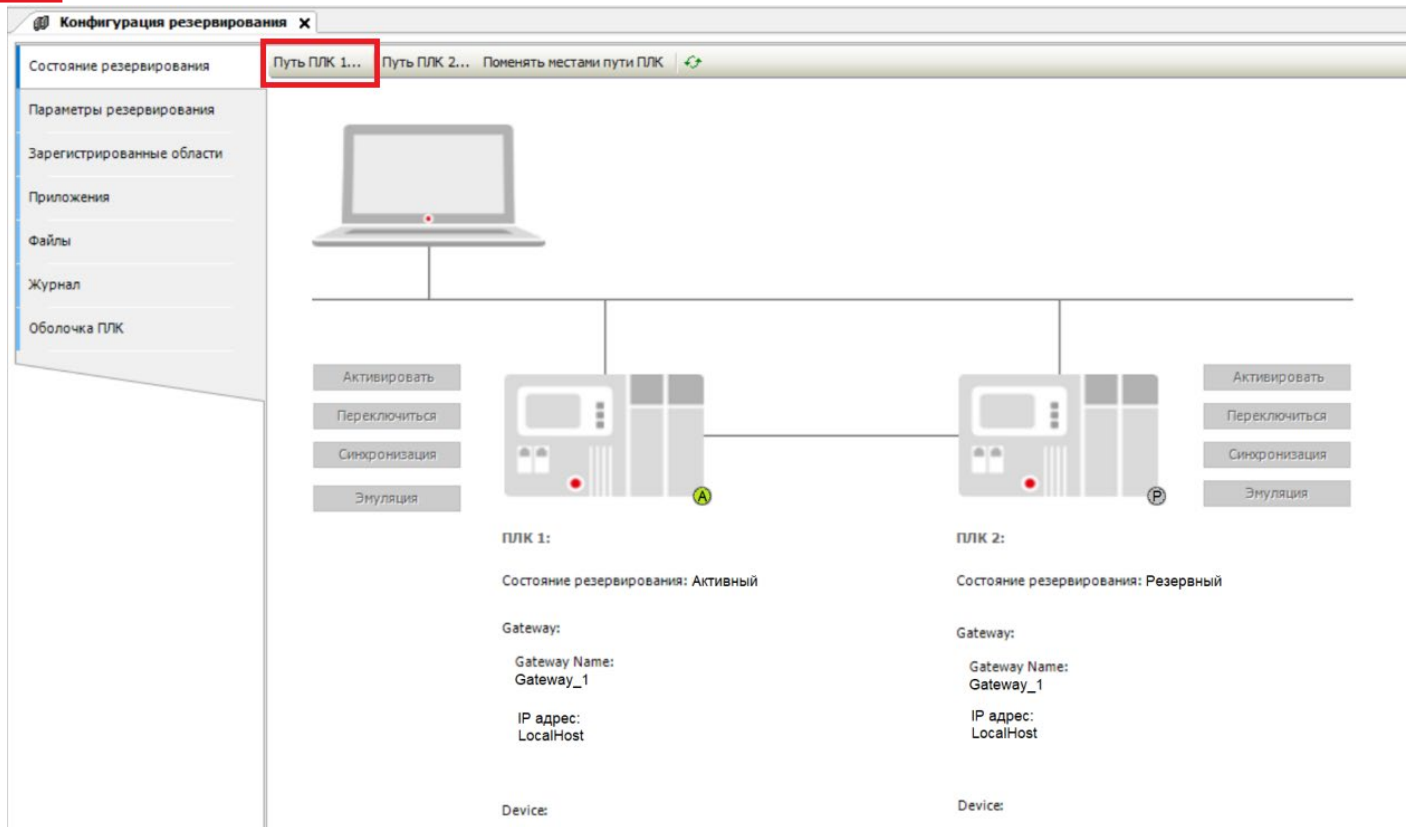 Конфигурация резервирования X
Состояние резервирования
Путь ПЛК 1... Путь ПЛК 2... Поменять местами пути ПЛК
Параметры резервирования
Зарегистрированные области
Приложения
Файлы
Журнал
Оболочка ПЛК
Активировать
Переключиться
Синхронизация
Эмуляция
A
P
Активировать
Переключиться
Синхронизация
Эмуляция
ПЛК 1:
Состояние резервирования: Активный
Gateway:
Gateway Name:
Gateway_1
IP адрес:
LocalHost
Device:
ПЛК 2:
Состояние резервирования: Резервный
Gateway:
Gateway Name:
Gateway_1
IP адрес:
LocalHost
Device: